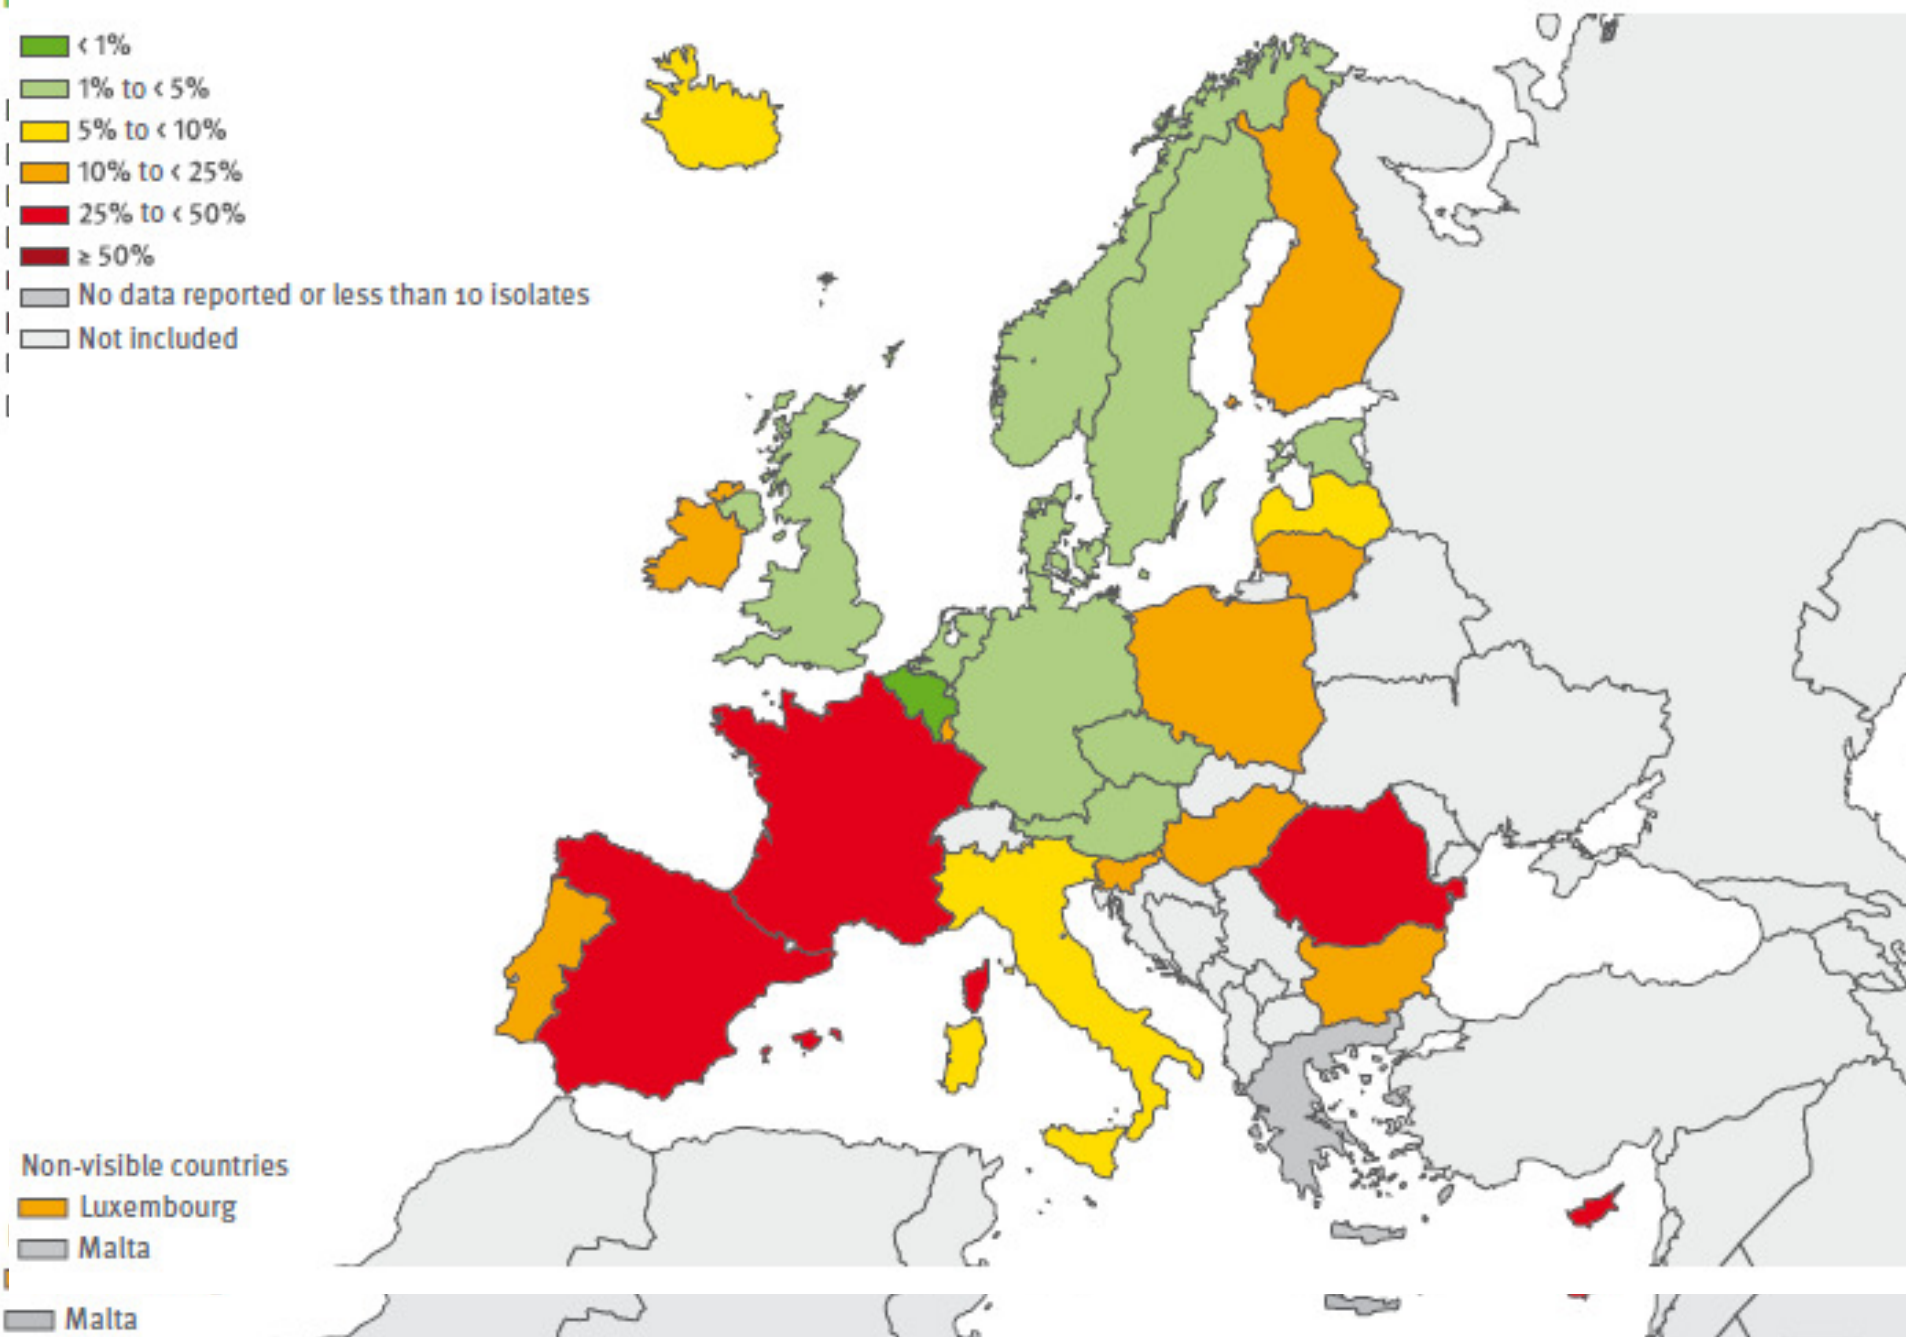 < 1%
1% to < 5%
5% to < 10%
10% to < 25%
25% to < 50%
≥ 50%
No data reported or less than 10 isolates
Not included
Non-visible countries
Luxembourg
Malta
Malta